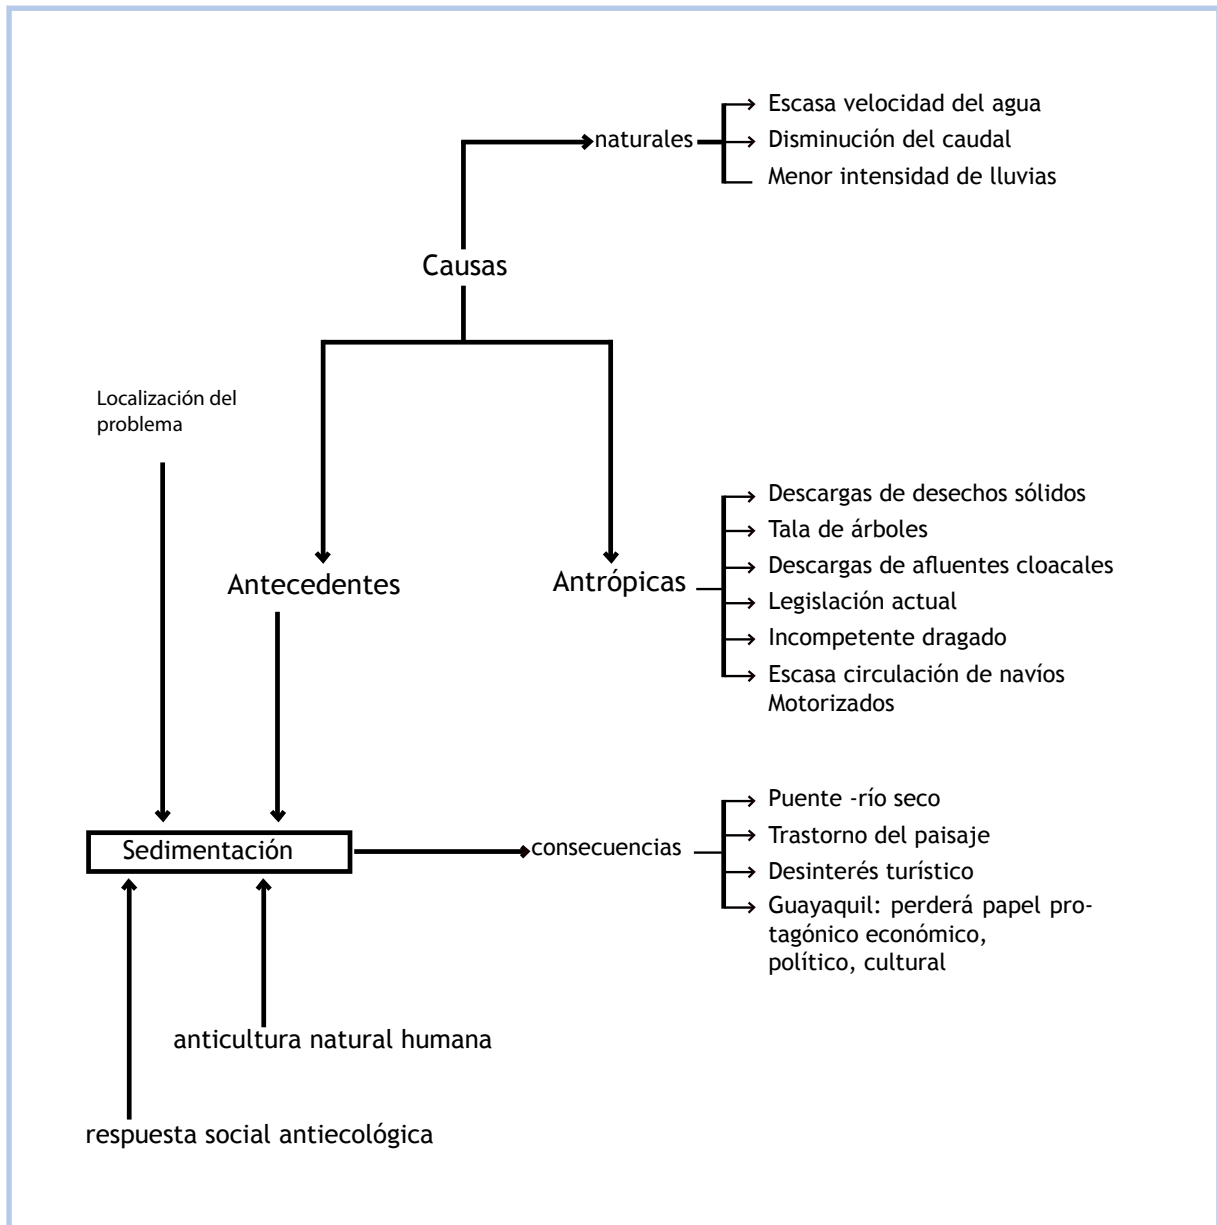 Escasa velocidad del agua
naturales
Disminución del caudal
Menor intensidad de lluvias
Causas
Localización del
problema
Descargas de desechos sólidos
Tala de árboles
Descargas de afluentes cloacales
Antecedentes
Antrópicas
Legislación actual
Incompetente dragado
Escasa circulación de navíos
Motorizados
Puente -río seco
Trastorno del paisaje
Sedimentación
consecuencias
Desinterés turístico
Guayaquil: perderá papel pro-
tagónico económico,
político, cultural
anticultura natural humana
respuesta social antiecológica